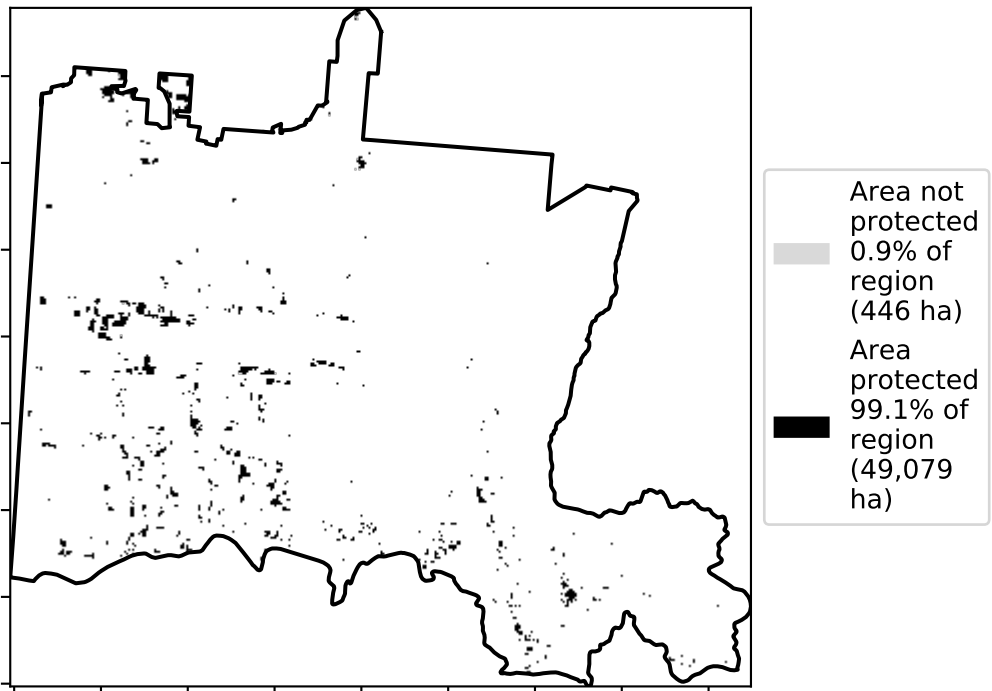 Area not
protected
0.9% of
region
(446 ha)
Area
protected
99.1% of
region
(49,079
ha)